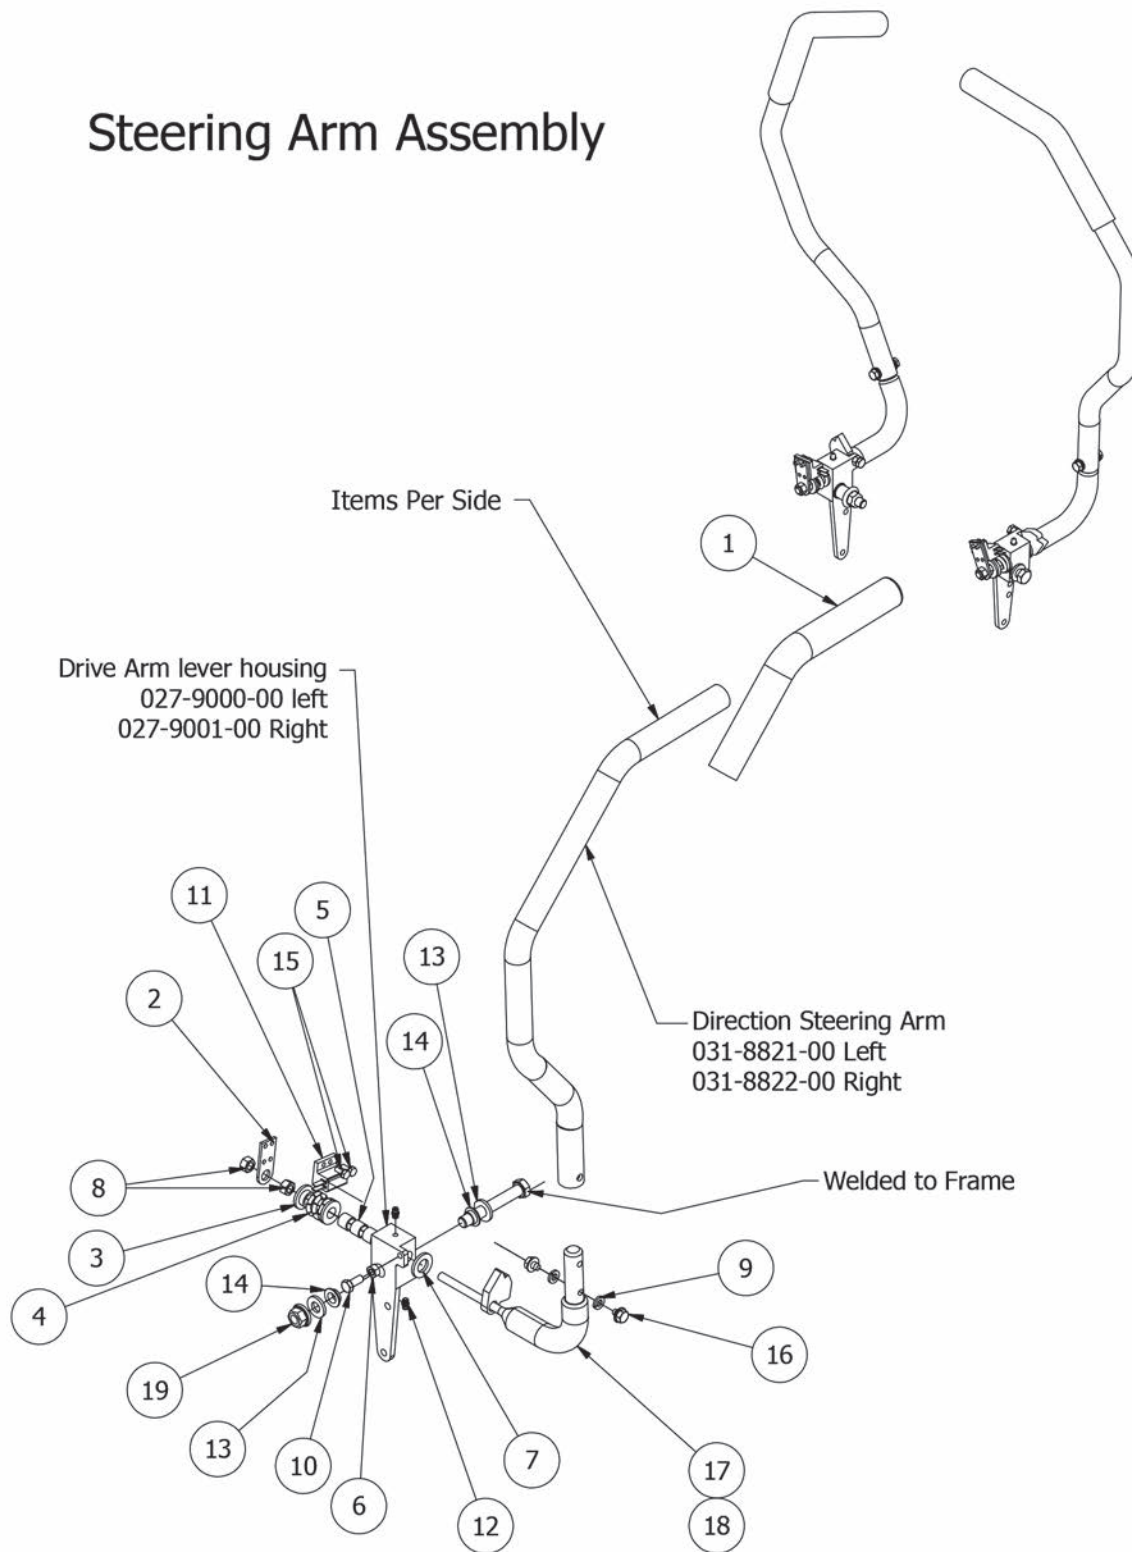 Steering Arm Assembly
Items Per Side
1
Drive Arm lever housing
027-9000-00 left
027-9001-00 Right
11
5
15
13
2
14
Direction Steering Arm
031-8821-00 Left
031-8822-00 Right
8
Welded to Frame
3
14
9
4
16
19
13
10
7
6
17
12
18